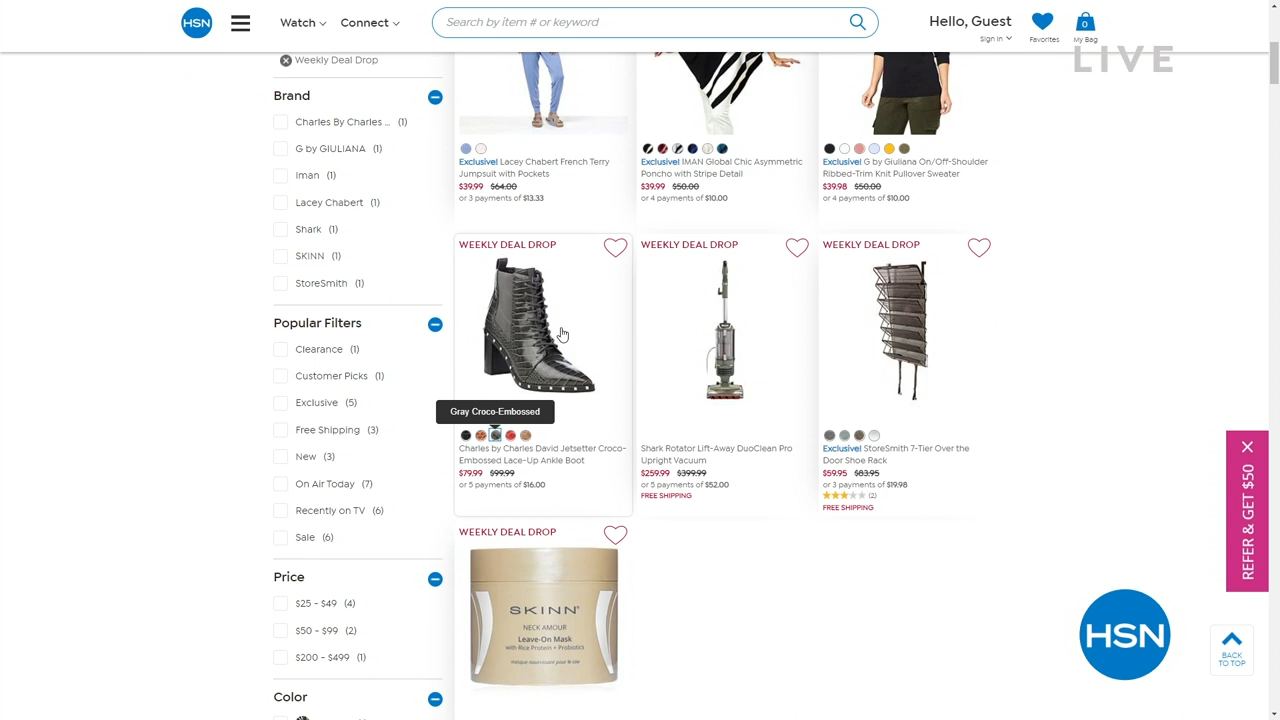 HSN
Watch
Connect
Search by item # or keyword
Hello, Guest
Sign In
Favorites
0
My Bag
LIVE
Weekly Deal Drop
Brand
Charles By Charles ... (1)
G by GIULIANA (1)
Iman (1)
Lacey Chabert (1)
Shark (1)
SKINN (1)
StoreSmith (1)
Popular Filters
Clearance (1)
Customer Picks (1)
Exclusive (5)
Free Shipping (3)
New (3)
On Air Today (7)
Recently on TV (6)
Sale (6)
Price
$25 - $49 (4)
$50 - $99 (2)
$200 - $499 (1)
Color
Exclusive! Lacey Chabert French Terry
Jumpsuit with Pockets
$39.99 $64.00
or 3 payments of $13.33
Exclusive! IMAN Global Chic Asymmetric
Poncho with Stripe Detail
$39.99 $50.00
or 4 payments of $10.00
Exclusive! G by Giuliana On/Off-Shoulder
Ribbed-Trim Knit Pullover Sweater
$39.98 $50.00
or 4 payments of $10.00
WEEKLY DEAL DROP
Gray Croco-Embossed
Charles by Charles David Jetsetter Croco-
Embossed Lace-Up Ankle Boot
$79.99 $99.99
or 5 payments of $16.00
WEEKLY DEAL DROP
Shark Rotator Lift-Away DuoClean Pro
Upright Vacuum
$259.99 $399.99
or 5 payments of $52.00
FREE SHIPPING
WEEKLY DEAL DROP
Exclusive! StoreSmith 7-Tier Over the
Door Shoe Rack
$59.95 $83.95
or 3 payments of $19.98
(2)
FREE SHIPPING
WEEKLY DEAL DROP
SKINN
NECK AMOUR
Leave-On Mask
with Rice Protein + Probiotics
masque nourrissant pour le cou
REFER & GET $50
HSN
BACK
TO TOP